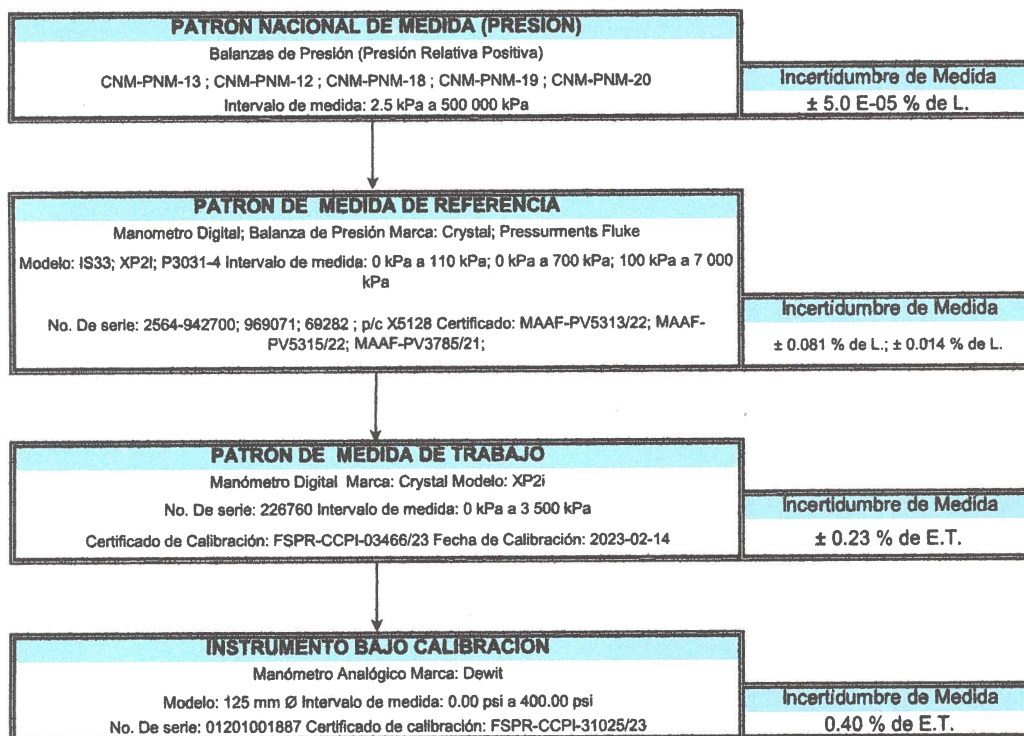 PATRON NACIONAL DE MEDIDA (PRESION)
Balanzas de Presión (Presión Relativa Positiva)
CNM-PNM-13 ; CNM-PNM-12 ; CNM-PNM-18 ; CNM-PNM-19 ; CNM-PNM-20
Intervalo de medida: 2.5 kPa a 500 000 kPa
Incertidumbre de Medida
± 5.0 E-05 % de L.
PATRON DE MEDIDA DE REFERENCIA
Manometro Digital; Balanza de Presión Marca: Crystal; Pressurments Fluke
Modelo: IS33; XP2I; P3031-4 Intervalo de medida: 0 kPa a 110 kPa; 0 kPa a 700 kPa; 100 kPa a 7 000
kPa
No. De serie: 2564-942700; 969071; 69282 ; p/c X5128 Certificado: MAAF-PV5313/22; MAAF-
PV5315/22; MAAF-PV3785/21;
Incertidumbre de Medida
± 0.081 % de L.; ± 0.014 % de L.
PATRON DE MEDIDA DE TRABAJO
Manómetro Digital Marca: Crystal Modelo: XP2i
No. De serie: 226760 Intervalo de medida: 0 kPa a 3 500 kPa
Certificado de Calibración: FSPR-CCPI-03466/23 Fecha de Calibración: 2023-02-14
Incertidumbre de Medida
± 0.23 % de E.T.
INSTRUMENTO BAJO CALIBRACION
Manómetro Analógico Marca: Dewit
Modelo: 125 mm Ø Intervalo de medida: 0.00 psi a 400.00 psi
No. De serie: 01201001887 Certificado de calibración: FSPR-CCPI-31025/23
Incertidumbre de Medida
0.40 % de E.T.